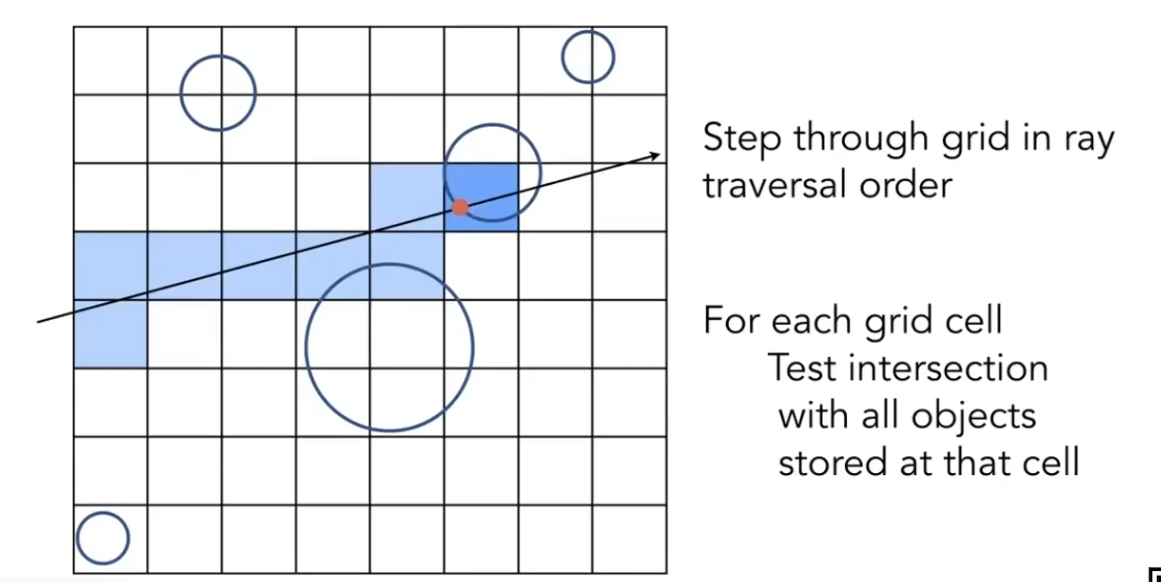 Step through grid in ray
traversal order
For each grid cell
Test intersection
with all objects
stored at that cell